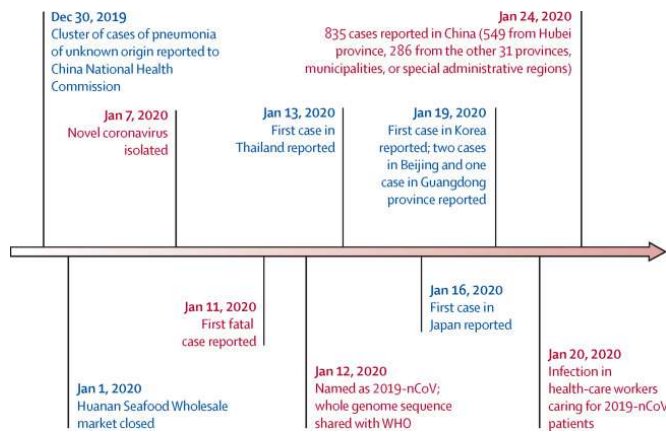 Dec 30, 2019
Cluster of cases of pneumonia
of unknown origin reported to
China National Health
Commission
Jan 24, 2020
835 cases reported in China (549 from Hubei
province, 286 from the other 31 provinces,
municipalities, or special administrative regions)
Jan 7, 2020
Novel coronavirus
isolated
Jan 13, 2020
First case in
Thailand reported
Jan 19, 2020
First case in Korea
reported; two cases
in Beijing and one
case in Guangdong
province reported
Jan 11, 2020
First fatal
case reported
Jan 16, 2020
First case in
Japan reported
Jan 1, 2020
Huanan Seafood Wholesale
market closed
Jan 12, 2020
Named as 2019-nCoV;
whole genome sequence
shared with WHO
Jan 20, 2020
Infection in
health-care workers
caring for 2019-nCoV
patients